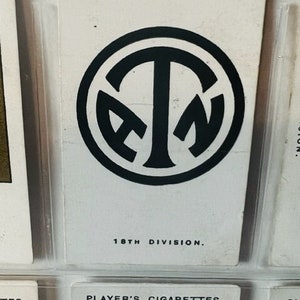 ATN
18TH DIVISION.
PLAYER'S CIGARETTES